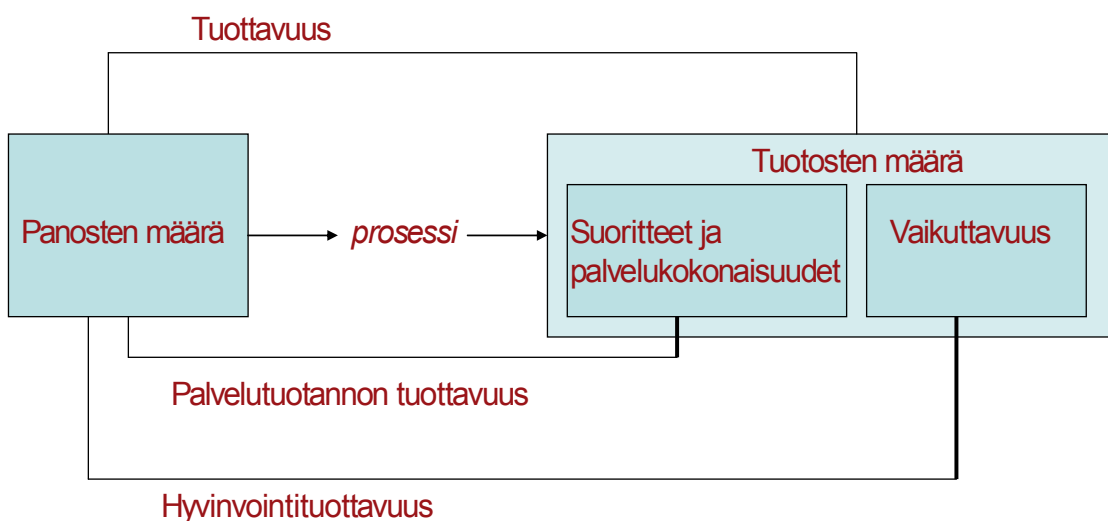 Tuottavuus
Tuotosten määrä
Panosten määrä
prosessi
Suoritteet ja
palvelukokonaisuudet
Vaikuttavuus
Palvelutuotannon tuottavuus
Hyvinvointituottavuus